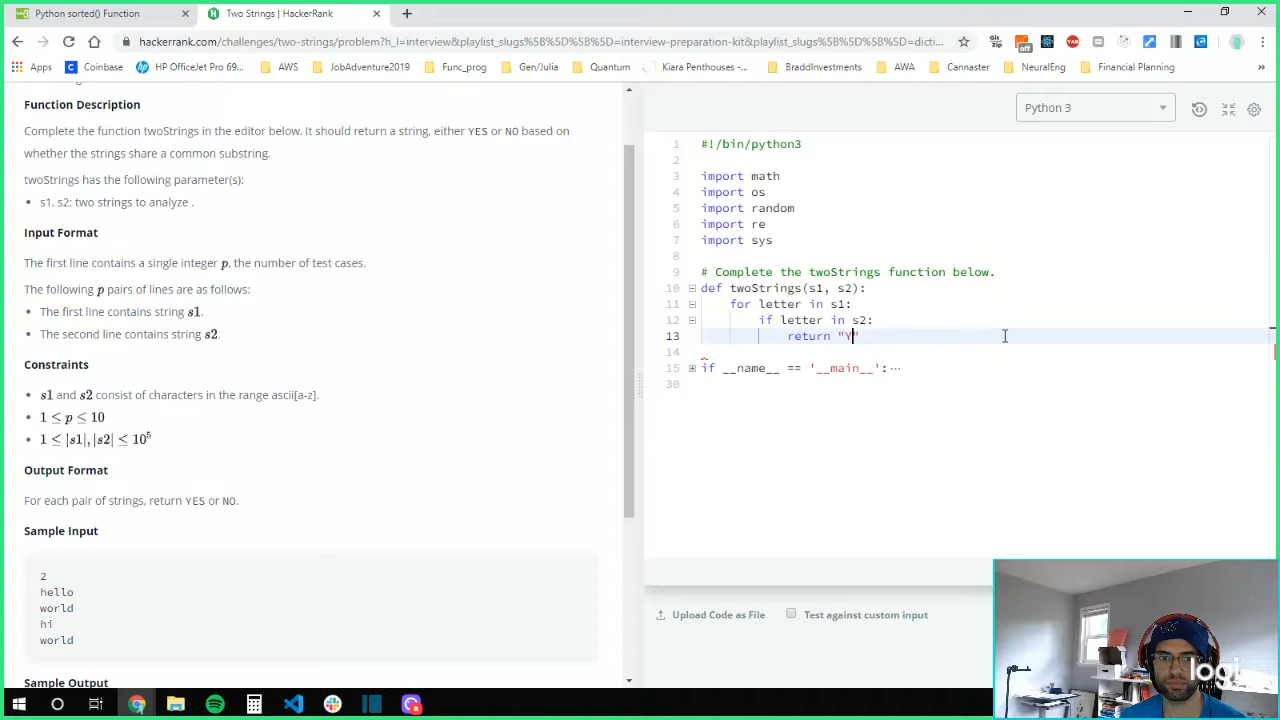 Python sorted() Function
Two Strings | HackerRank
hackerrank.com/challenges/two-strings/problem?h_l=interview&playlist_slugs%5B%5D%5B%5D=interview-preparation-kit&playlist_slugs%5B%5D%5B%5D=dicti...
Apps
Coinbase
HP OfficeJet Pro 69...
AWS
JobAdventure2019
Func_prog
Gen/Julia
Quantum
Kiara Penthouses -...
BraddInvestments
AWA
Cannaster
NeuralEng
Financial Planning
»
Function Description
Complete the function twoStrings in the editor below. It should return a string, either YES or NO based on
whether the strings share a common substring.
twoStrings has the following parameter(s):
• s1, s2: two strings to analyze .
Input Format
The first line contains a single integer p, the number of test cases.
The following p pairs of lines are as follows:
• The first line contains string s1.
• The second line contains string s2.
Constraints
• s1 and s2 consist of characters in the range ascii[a-z].
• 1 ≤ p ≤ 10
• 1 ≤ |s1|, |s2| ≤ 10⁵
Output Format
For each pair of strings, return YES or NO.
Sample Input
2
hello
world
hi
world
Sample Output
Python 3
1 #!/bin/python3
2
3 import math
4 import os
5 import random
6 import re
7 import sys
8
9 # Complete the twoStrings function below.
10 def twoStrings(s1, s2):
11 for letter in s1:
12 if letter in s2:
13 return "Y"
14
15 if __name__ == '__main__':
30
Upload Code as File
Test against custom input
logi